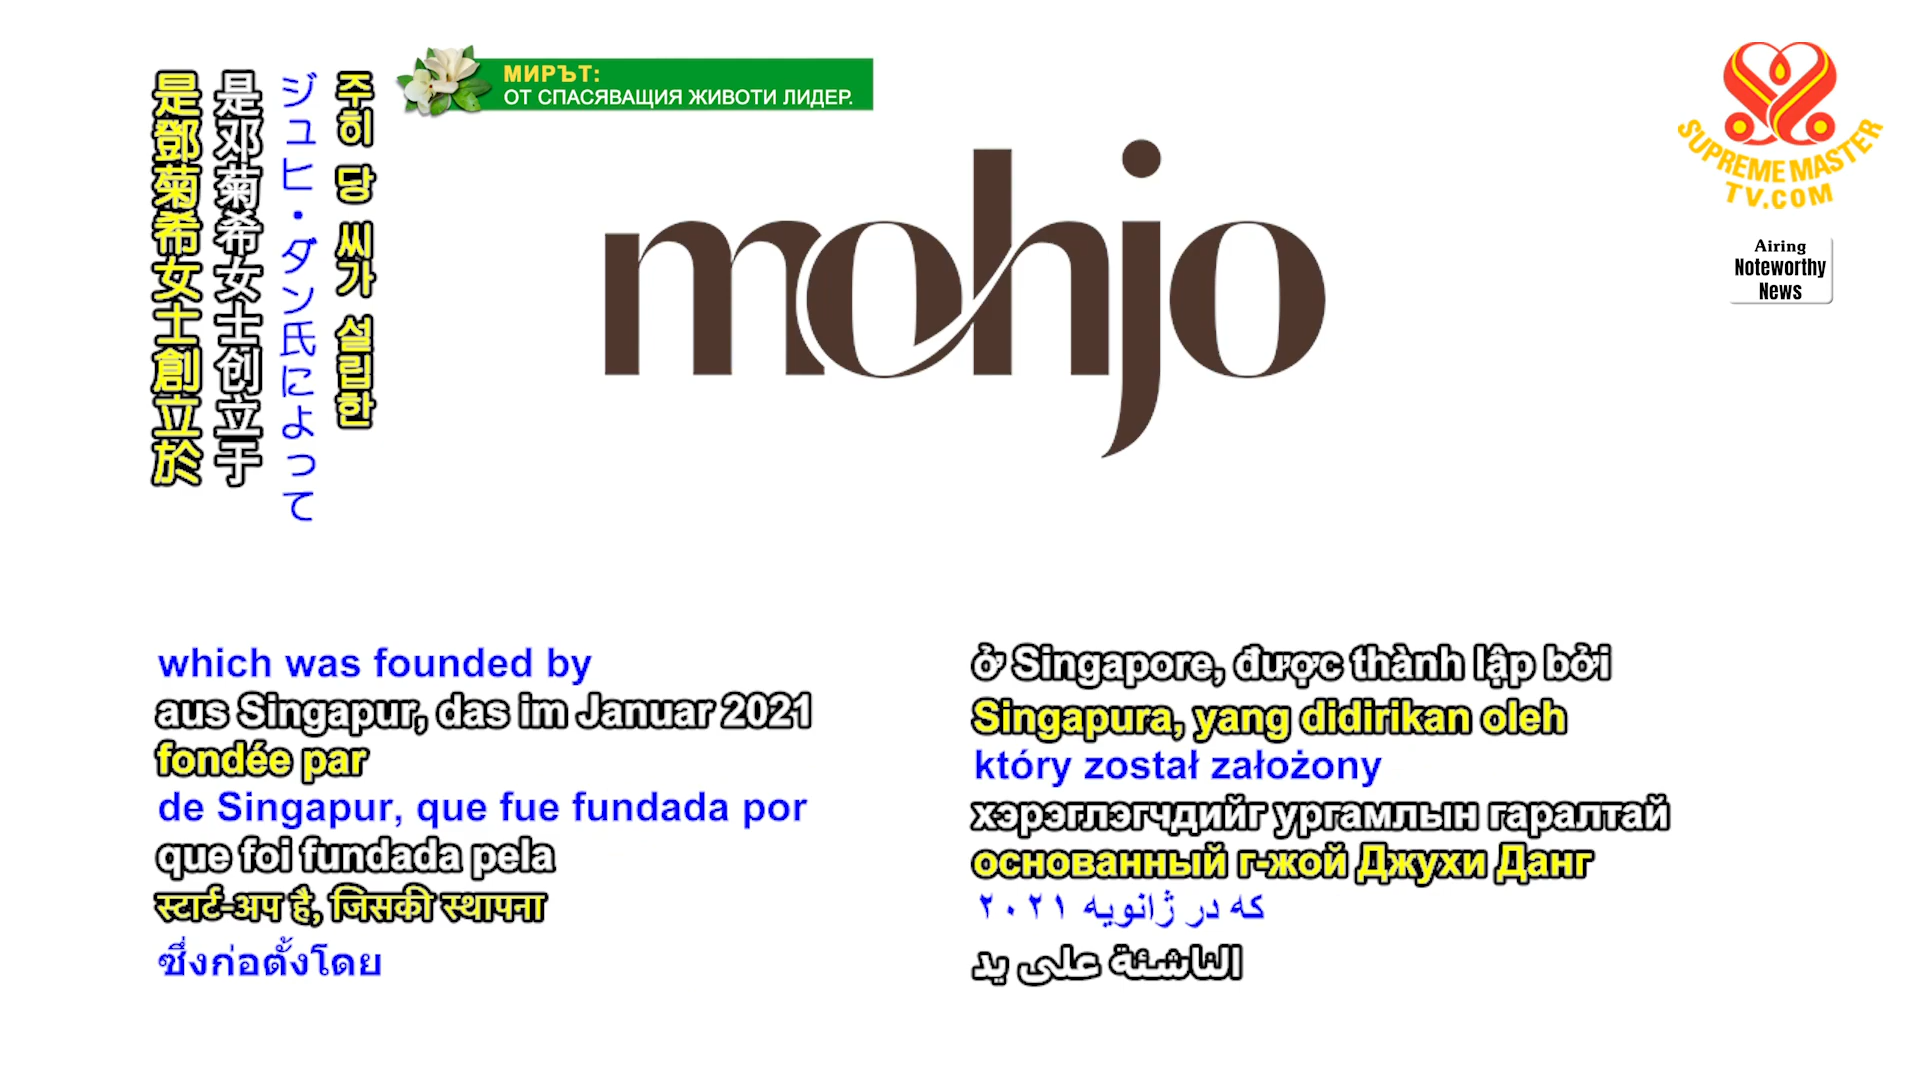 是鄧菊希女士創立於
是邓菊希女士创立于
ジュヒ・ダン氏によって
주히 당 씨가 설립한
МИРЪТ:
ОТ СПАСЯВАЩИЯ ЖИВОТИ ЛИДЕР.
mohjo
SUPREME MASTER
TV.COM
Airing
Noteworthy
News
which was founded by
aus Singapur, das im Januar 2021
fondée par
de Singapur, que fue fundada por
que foi fundada pela
स्टार्ट-अप है, जिसकी स्थापना
ซึ่งก่อตั้งโดย
ở Singapore, được thành lập bởi
Singapura, yang didirikan oleh
który został założony
хэрэглэгчдийг ургамлын гаралтай
основанный г-жой Джухи Данг
که در ژانویه ۲۰۲۱
الناشئة على يد